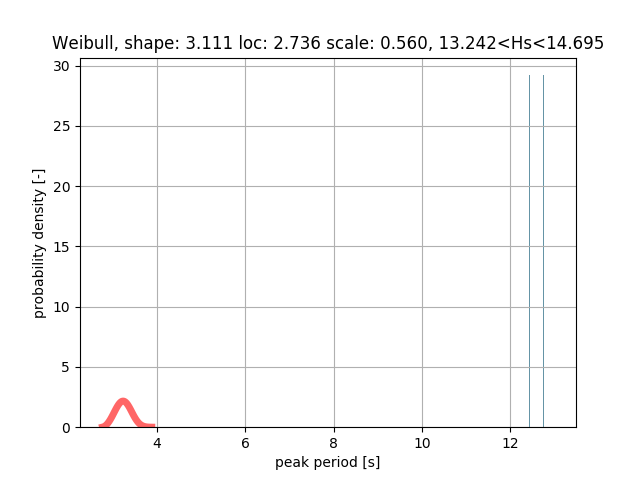 Weibull, shape: 3.111 loc: 2.736 scale: 0.560, 13.242<Hs<14.695
30
25
20
15
10
5
0
probability density [-]
4 6 8 10 12
peak period [s]